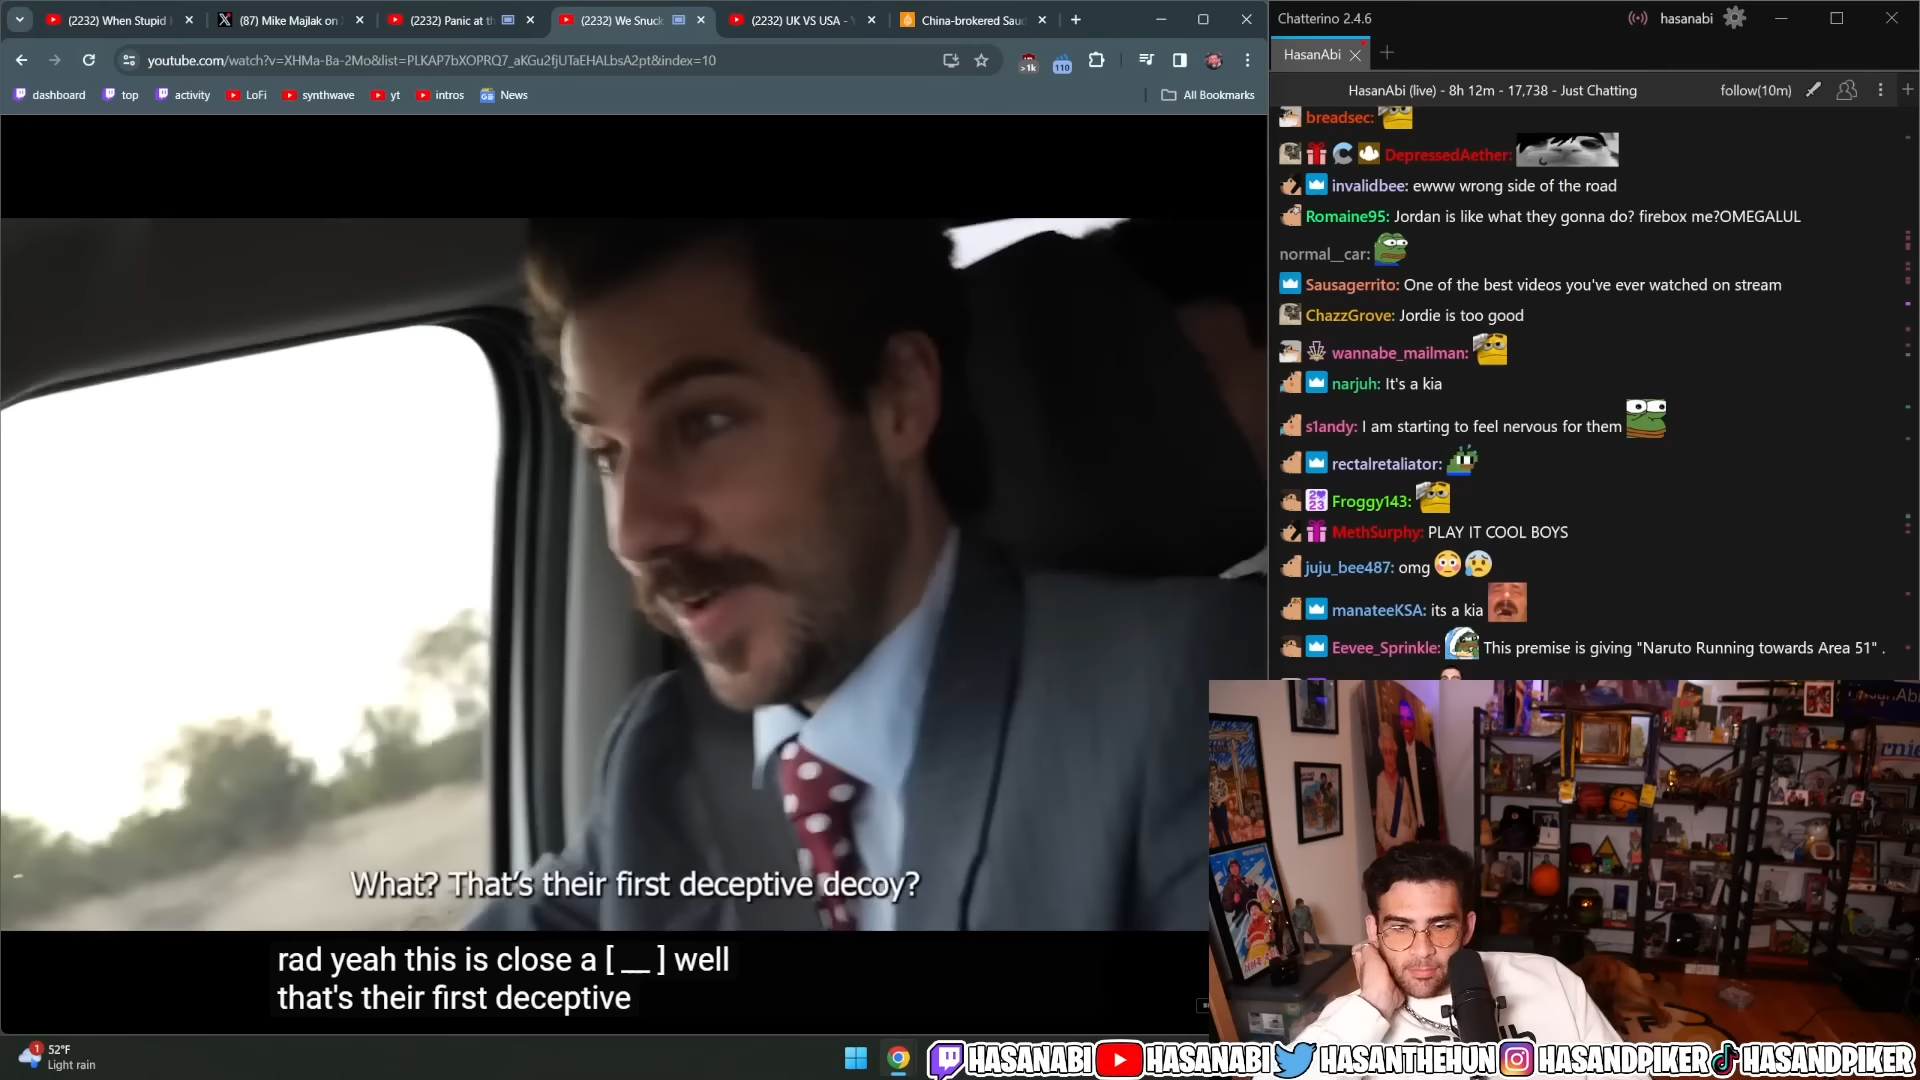 (2232) When Stupid
(87) Mike Majlak on
(2232) Panic at th
(2232) We Snuck
(2232) UK VS USA -
China-brokered Sau
youtube.com/watch?v=XHMa-Ba-2Mo&list=PLKAP7bXOPRQ7_aKGu2fjUTaEHALbsA2pt&index=10
>1k
110
dashboard
top
activity
LoFi
synthwave
yt
intros
News
All Bookmarks
Chatterino 2.4.6
hasanabi
HasanAbi
HasanAbi (live) - 8h 12m - 17,738 - Just Chatting
follow(10m)
breadsec:
DepressedAether:
invalidbee: ewww wrong side of the road
Romaine95: Jordan is like what they gonna do? firebox me?OMEGALUL
normal__car:
Sausagerrito: One of the best videos you've ever watched on stream
ChazzGrove: Jordie is too good
wannabe_mailman:
narjuh: It's a kia
s1andy: I am starting to feel nervous for them
rectalretaliator:
Froggy143:
MethSurphy: PLAY IT COOL BOYS
juju_bee487: omg
manateeKSA: its a kia
Eevee_Sprinkle: This premise is giving "Naruto Running towards Area 51" .
What? That's their first deceptive decoy?
rad yeah this is close a [ __ ] well
that's their first deceptive
1
52°F
Light rain
HASANABI
HASANABI
HASANTHEHUN
HASANDPIKER
HASANDPIKER